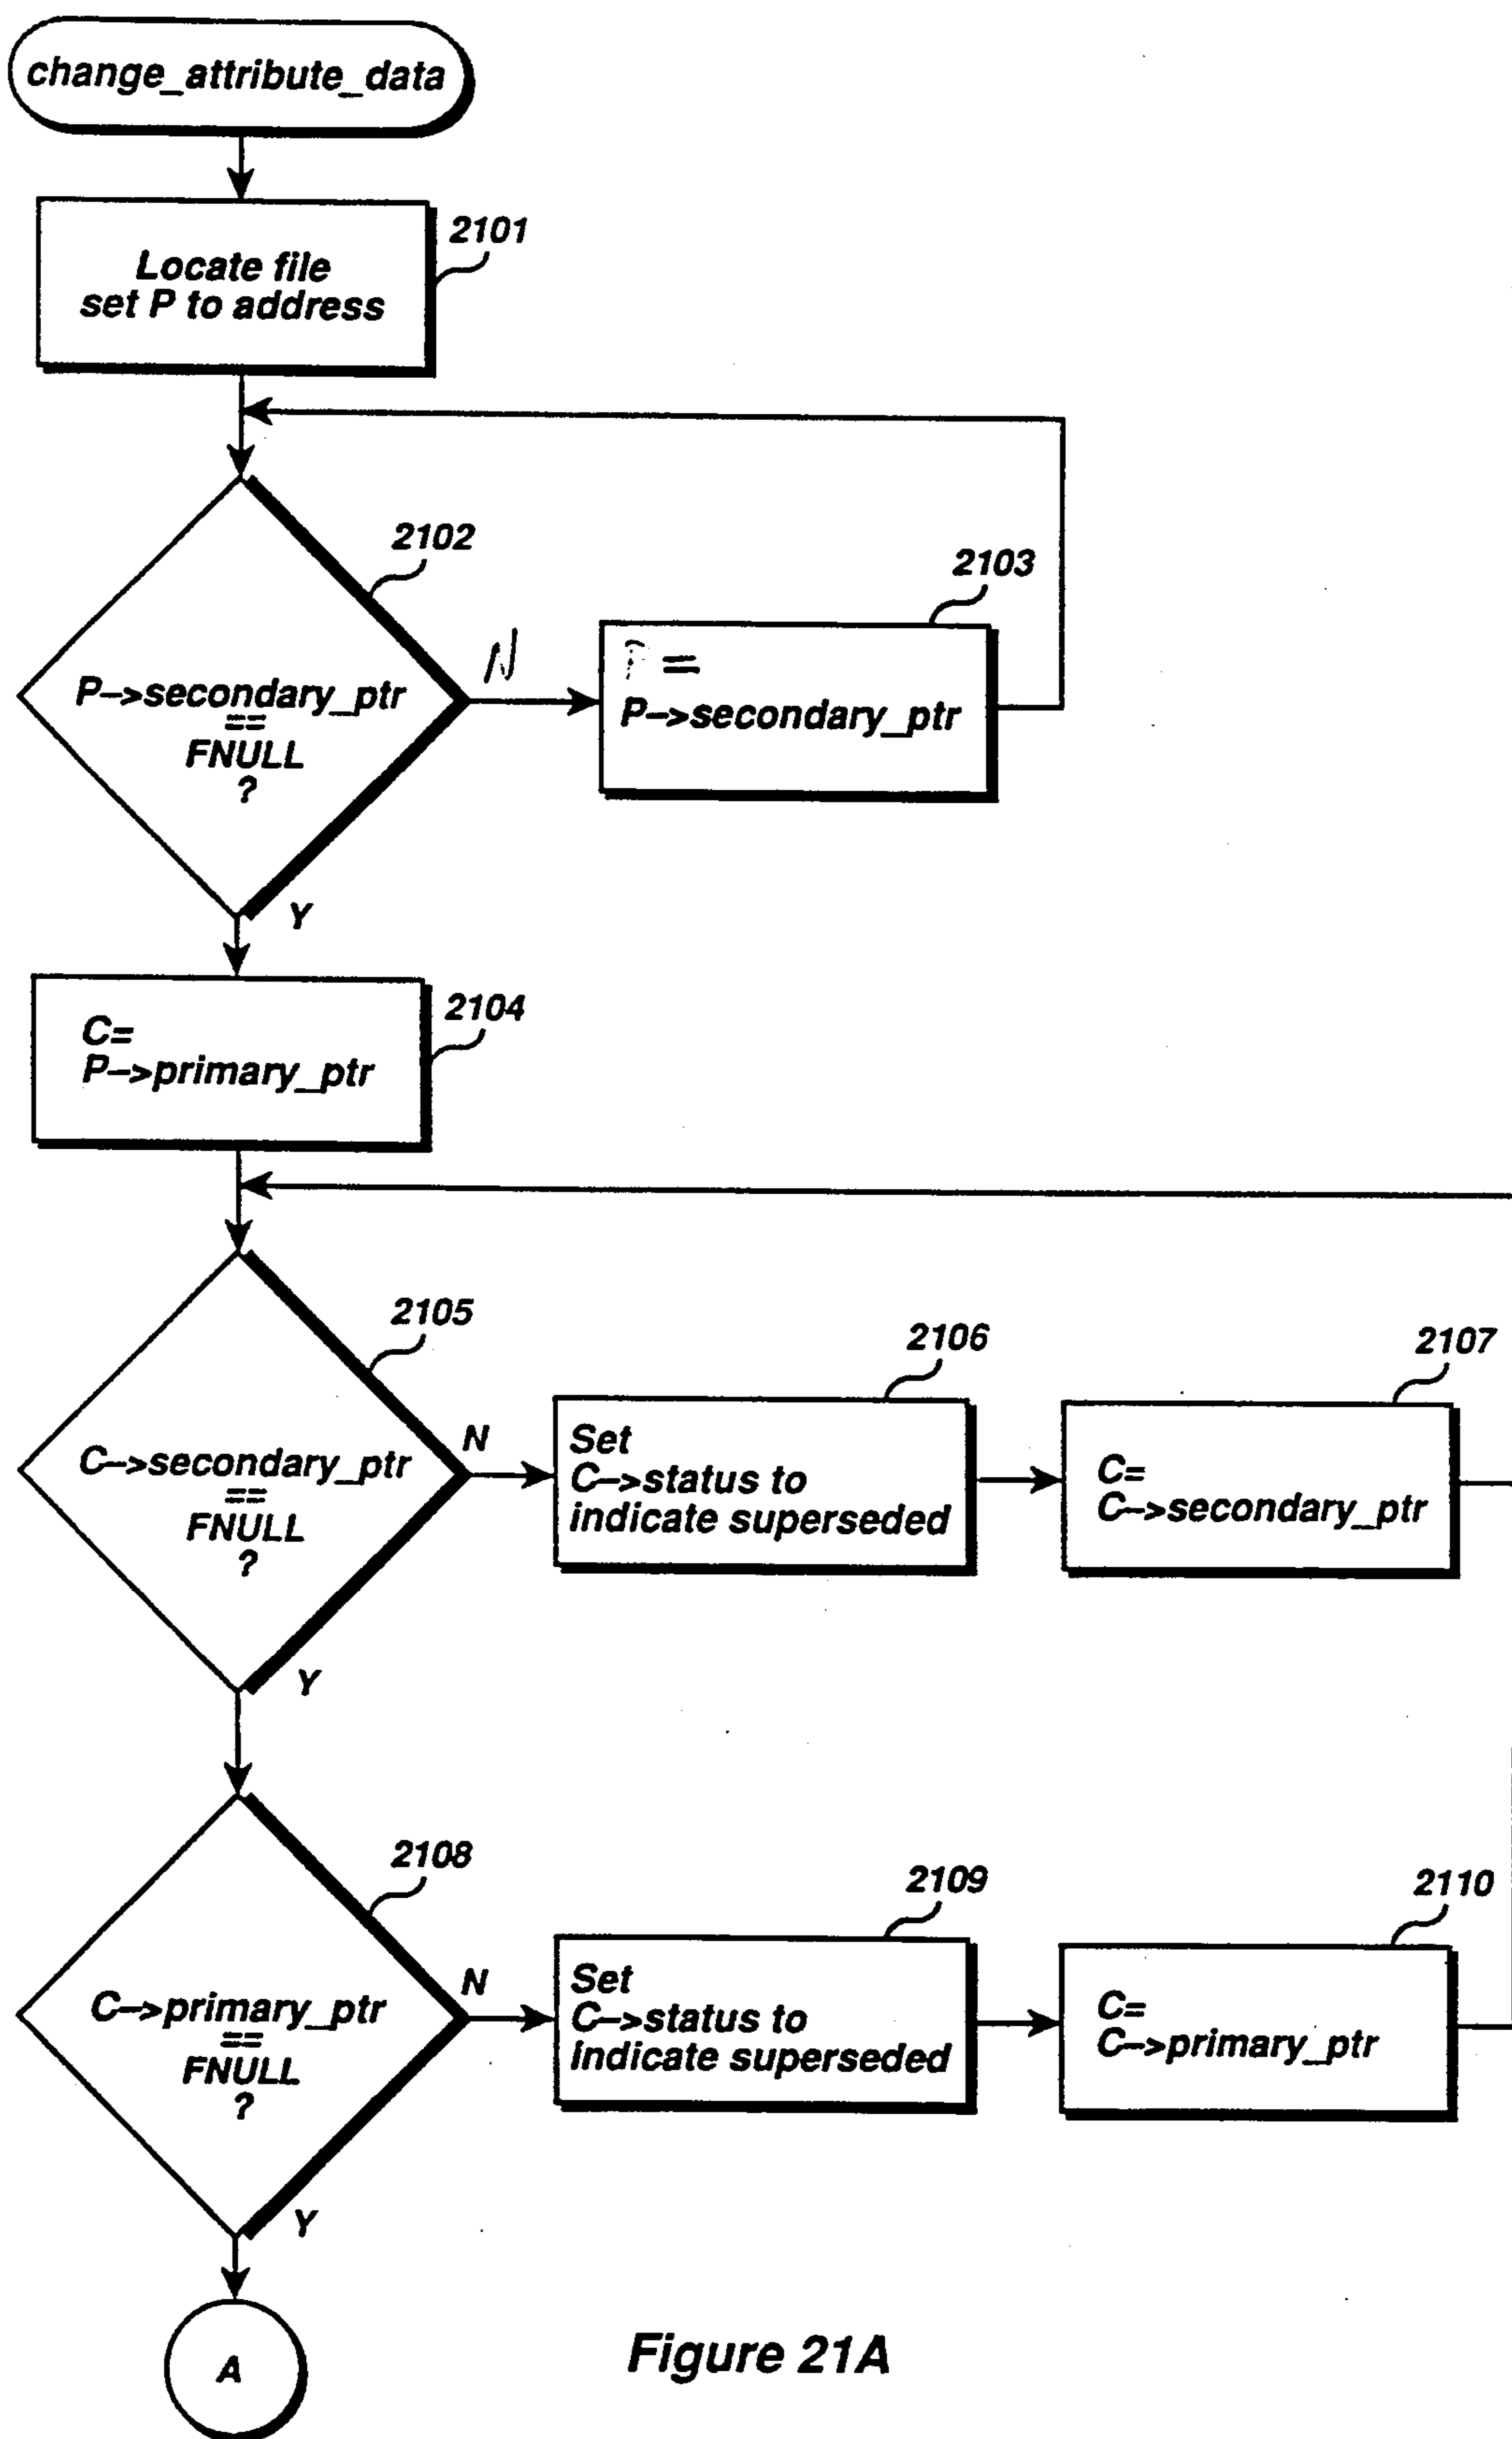 change_attribute_data
2101
Locate file
set P to address
2102
P->secondary_ptr
==
FNULL
?
N
Y
2103
P =
P->secondary_ptr
2104
C=
P->primary_ptr
2105
C->secondary_ptr
==
FNULL
?
N
Y
2106
Set
C->status to
indicate superseded
2107
C=
C->secondary_ptr
2108
C->primary_ptr
==
FNULL
?
N
Y
2109
Set
C->status to
indicate superseded
2110
C=
C->primary_ptr
A
Figure 21A